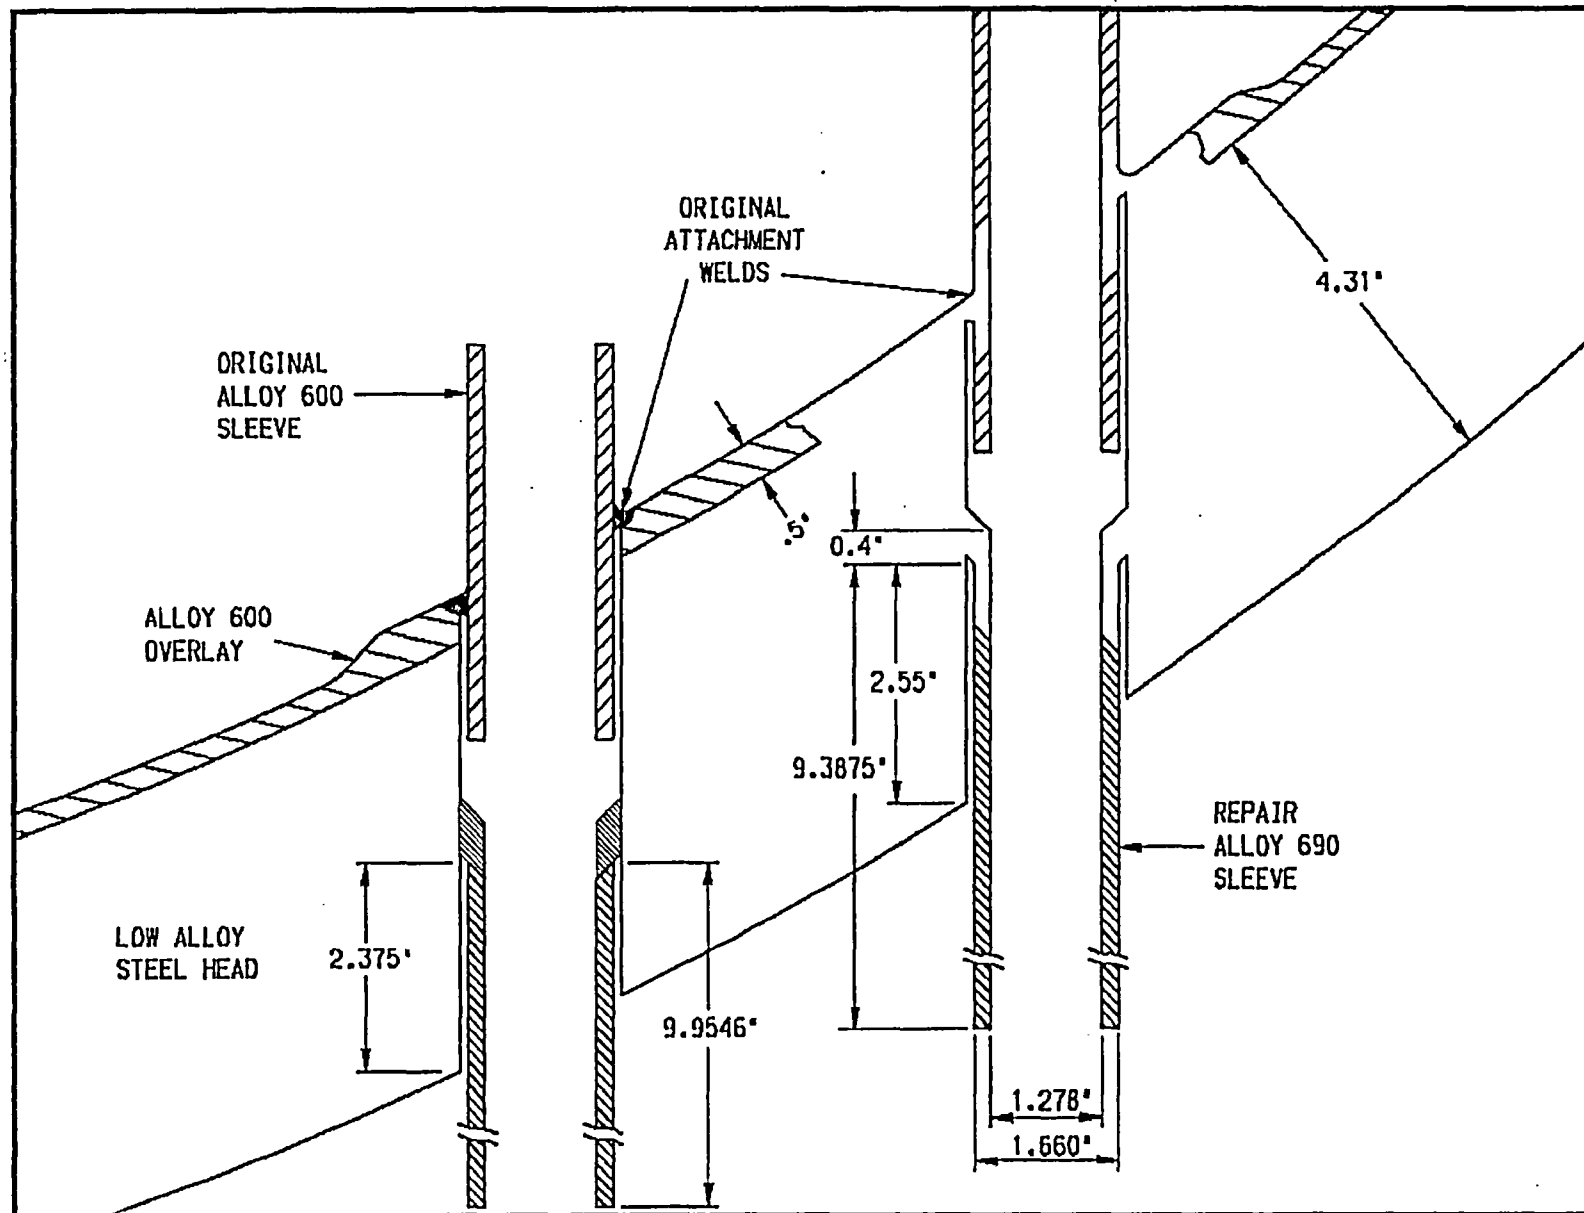 ORIGINAL
ATTACHMENT
WELDS
4.31"
ORIGINAL
ALLOY 600
SLEEVE
.5"
0.4"
ALLOY 600
OVERLAY
2.55"
9.3875"
REPAIR
ALLOY 690
SLEEVE
LOW ALLOY
STEEL HEAD
2.375"
9.9546"
1.278"
1.660"